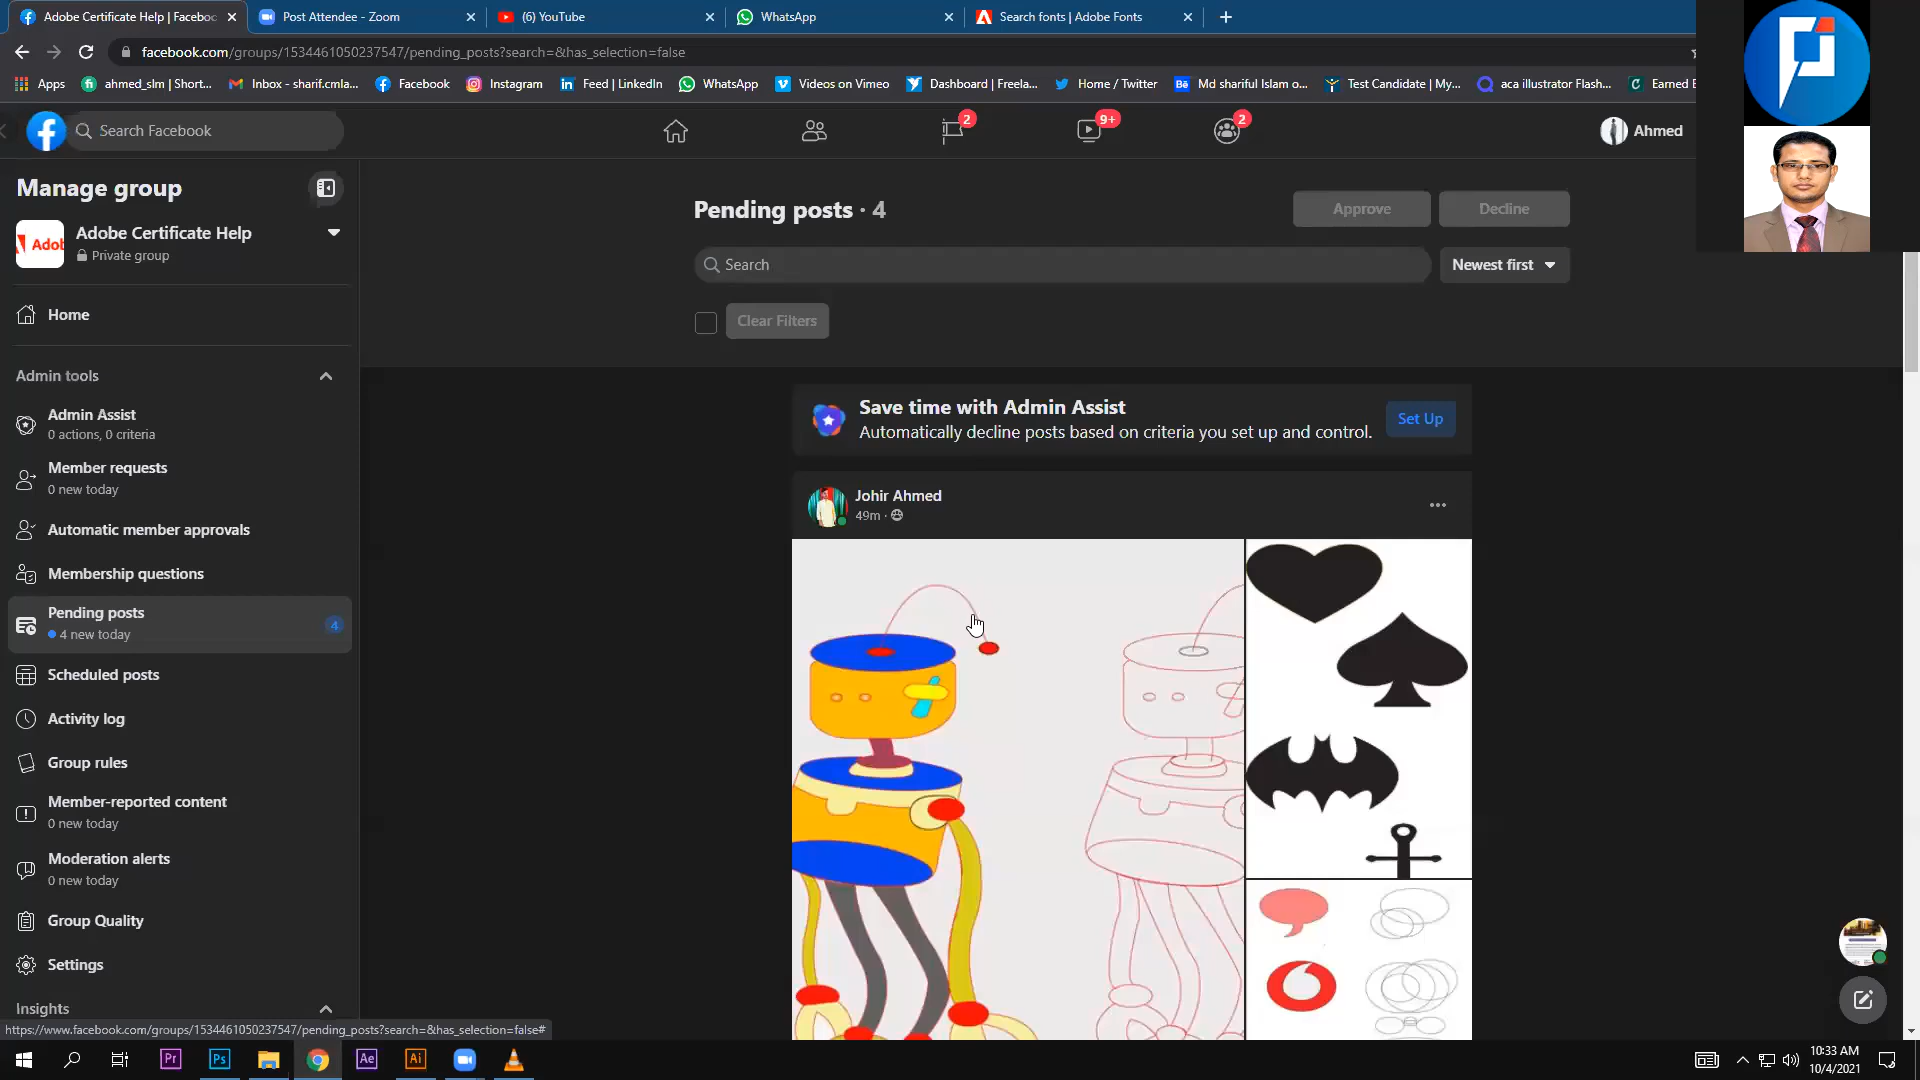 Adobe Certificate Help | Facebo
Post Attendee - Zoom
(6) YouTube
WhatsApp
Search fonts | Adobe Fonts
facebook.com/groups/1534461050237547/pending_posts?search=&has_selection=false
Apps
ahmed_slm | Short...
Inbox - sharif.cmla...
Facebook
Instagram
Feed | LinkedIn
WhatsApp
Videos on Vimeo
Dashboard | Freela...
Home / Twitter
Bē Md shariful Islam o...
Test Candidate | My...
aca illustrator Flash...
Earned B
Search Facebook
2
9+
2
Ahmed
Manage group
Adob
Adobe Certificate Help
Private group
Home
Admin tools
Admin Assist
0 actions, 0 criteria
Member requests
0 new today
Automatic member approvals
Membership questions
Pending posts
4 new today
4
Scheduled posts
Activity log
Group rules
Member-reported content
0 new today
Moderation alerts
0 new today
Group Quality
Settings
Insights
https://www.facebook.com/groups/1534461050237547/pending_posts?search=&has_selection=false#
Pending posts · 4
Approve
Decline
Search
Newest first
Clear Filters
Save time with Admin Assist
Automatically decline posts based on criteria you set up and control.
Set Up
Johir Ahmed
49m ·
Pr
Ps
Ae
Ai
10:33 AM
10/4/2021